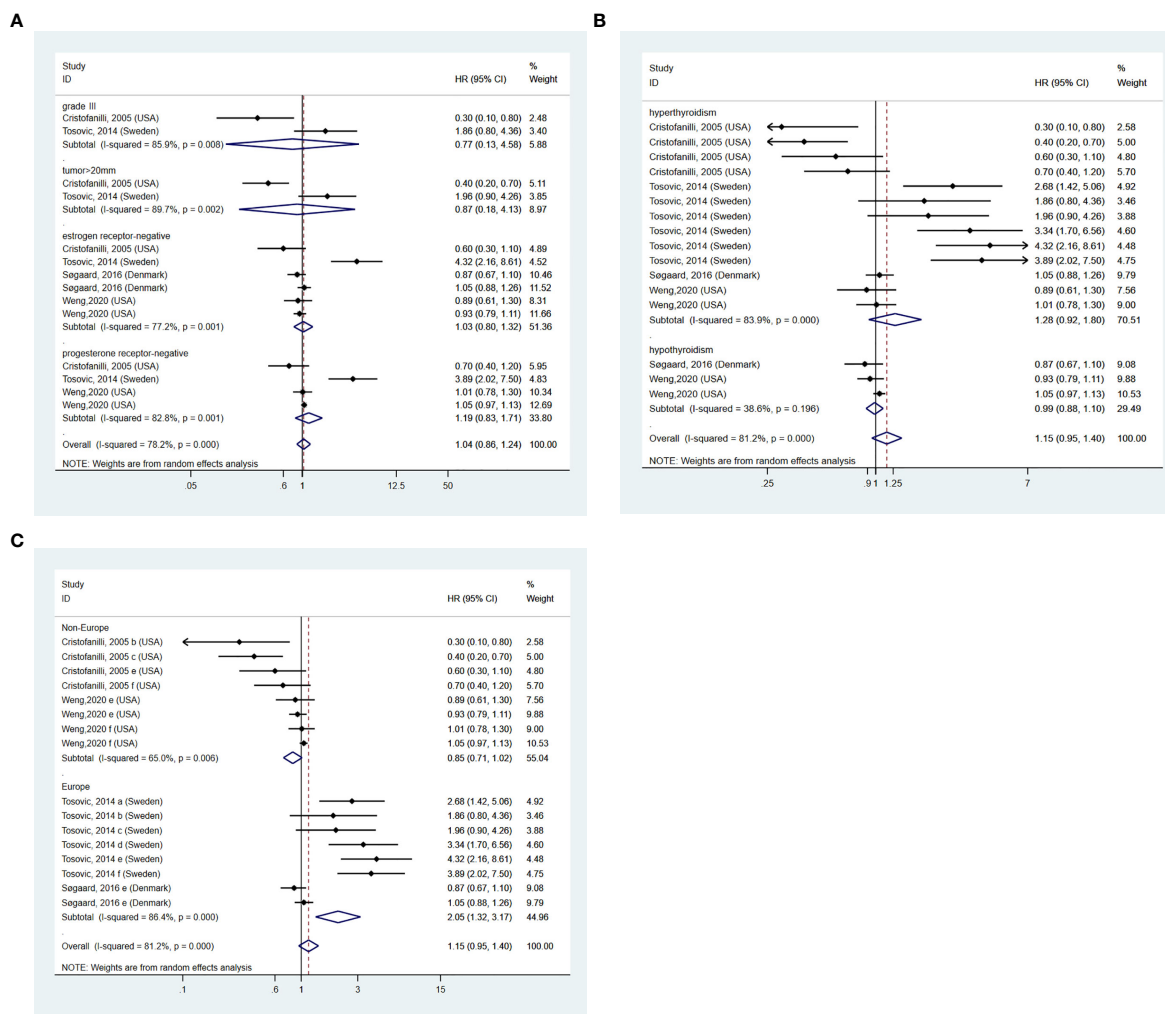 A
Study %
ID HR (95% CI) Weight
grade III
Cristofanilli, 2005 (USA) 0.30 (0.10, 0.80) 2.48
Tosovic, 2014 (Sweden) 1.86 (0.80, 4.36) 3.40
Subtotal (I-squared = 85.9%, p = 0.008) 0.77 (0.13, 4.58) 5.88
.
tumor>20mm
Cristofanilli, 2005 (USA) 0.40 (0.20, 0.70) 5.11
Tosovic, 2014 (Sweden) 1.96 (0.90, 4.26) 3.85
Subtotal (I-squared = 89.7%, p = 0.002) 0.87 (0.18, 4.13) 8.97
.
estrogen receptor-negative
Cristofanilli, 2005 (USA) 0.60 (0.30, 1.10) 4.89
Tosovic, 2014 (Sweden) 4.32 (2.16, 8.61) 4.52
Søgaard, 2016 (Denmark) 0.87 (0.67, 1.10) 10.46
Søgaard, 2016 (Denmark) 1.05 (0.88, 1.26) 11.52
Weng,2020 (USA) 0.89 (0.61, 1.30) 8.31
Weng,2020 (USA) 0.93 (0.79, 1.11) 11.66
Subtotal (I-squared = 77.2%, p = 0.001) 1.03 (0.80, 1.32) 51.36
.
progesterone receptor-negative
Cristofanilli, 2005 (USA) 0.70 (0.40, 1.20) 5.95
Tosovic, 2014 (Sweden) 3.89 (2.02, 7.50) 4.83
Weng,2020 (USA) 1.01 (0.78, 1.30) 10.34
Weng,2020 (USA) 1.05 (0.97, 1.13) 12.69
Subtotal (I-squared = 82.8%, p = 0.001) 1.19 (0.83, 1.71) 33.80
.
Overall (I-squared = 78.2%, p = 0.000) 1.04 (0.86, 1.24) 100.00
NOTE: Weights are from random effects analysis
.05 .6 1 12.5 50
B
Study %
ID HR (95% CI) Weight
hyperthyroidism
Cristofanilli, 2005 (USA) 0.30 (0.10, 0.80) 2.58
Cristofanilli, 2005 (USA) 0.40 (0.20, 0.70) 5.00
Cristofanilli, 2005 (USA) 0.60 (0.30, 1.10) 4.80
Cristofanilli, 2005 (USA) 0.70 (0.40, 1.20) 5.70
Tosovic, 2014 (Sweden) 2.68 (1.42, 5.06) 4.92
Tosovic, 2014 (Sweden) 1.86 (0.80, 4.36) 3.46
Tosovic, 2014 (Sweden) 1.96 (0.90, 4.26) 3.88
Tosovic, 2014 (Sweden) 3.34 (1.70, 6.56) 4.60
Tosovic, 2014 (Sweden) 4.32 (2.16, 8.61) 4.48
Tosovic, 2014 (Sweden) 3.89 (2.02, 7.50) 4.75
Søgaard, 2016 (Denmark) 1.05 (0.88, 1.26) 9.79
Weng,2020 (USA) 0.89 (0.61, 1.30) 7.56
Weng,2020 (USA) 1.01 (0.78, 1.30) 9.00
Subtotal (I-squared = 83.9%, p = 0.000) 1.28 (0.92, 1.80) 70.51
.
hypothyroidism
Søgaard, 2016 (Denmark) 0.87 (0.67, 1.10) 9.08
Weng,2020 (USA) 0.93 (0.79, 1.11) 9.88
Weng,2020 (USA) 1.05 (0.97, 1.13) 10.53
Subtotal (I-squared = 38.6%, p = 0.196) 0.99 (0.88, 1.10) 29.49
.
Overall (I-squared = 81.2%, p = 0.000) 1.15 (0.95, 1.40) 100.00
NOTE: Weights are from random effects analysis
.25 .9 1 1.25 7
C
Study %
ID HR (95% CI) Weight
Non-Europe
Cristofanilli, 2005 b (USA) 0.30 (0.10, 0.80) 2.58
Cristofanilli, 2005 c (USA) 0.40 (0.20, 0.70) 5.00
Cristofanilli, 2005 e (USA) 0.60 (0.30, 1.10) 4.80
Cristofanilli, 2005 f (USA) 0.70 (0.40, 1.20) 5.70
Weng,2020 e (USA) 0.89 (0.61, 1.30) 7.56
Weng,2020 e (USA) 0.93 (0.79, 1.11) 9.88
Weng,2020 f (USA) 1.01 (0.78, 1.30) 9.00
Weng,2020 f (USA) 1.05 (0.97, 1.13) 10.53
Subtotal (I-squared = 65.0%, p = 0.006) 0.85 (0.71, 1.02) 55.04
.
Europe
Tosovic, 2014 a (Sweden) 2.68 (1.42, 5.06) 4.92
Tosovic, 2014 b (Sweden) 1.86 (0.80, 4.36) 3.46
Tosovic, 2014 c (Sweden) 1.96 (0.90, 4.26) 3.88
Tosovic, 2014 d (Sweden) 3.34 (1.70, 6.56) 4.60
Tosovic, 2014 e (Sweden) 4.32 (2.16, 8.61) 4.48
Tosovic, 2014 f (Sweden) 3.89 (2.02, 7.50) 4.75
Søgaard, 2016 e (Denmark) 0.87 (0.67, 1.10) 9.08
Søgaard, 2016 e (Denmark) 1.05 (0.88, 1.26) 9.79
Subtotal (I-squared = 86.4%, p = 0.000) 2.05 (1.32, 3.17) 44.96
.
Overall (I-squared = 81.2%, p = 0.000) 1.15 (0.95, 1.40) 100.00
NOTE: Weights are from random effects analysis
.1 .6 1 3 15